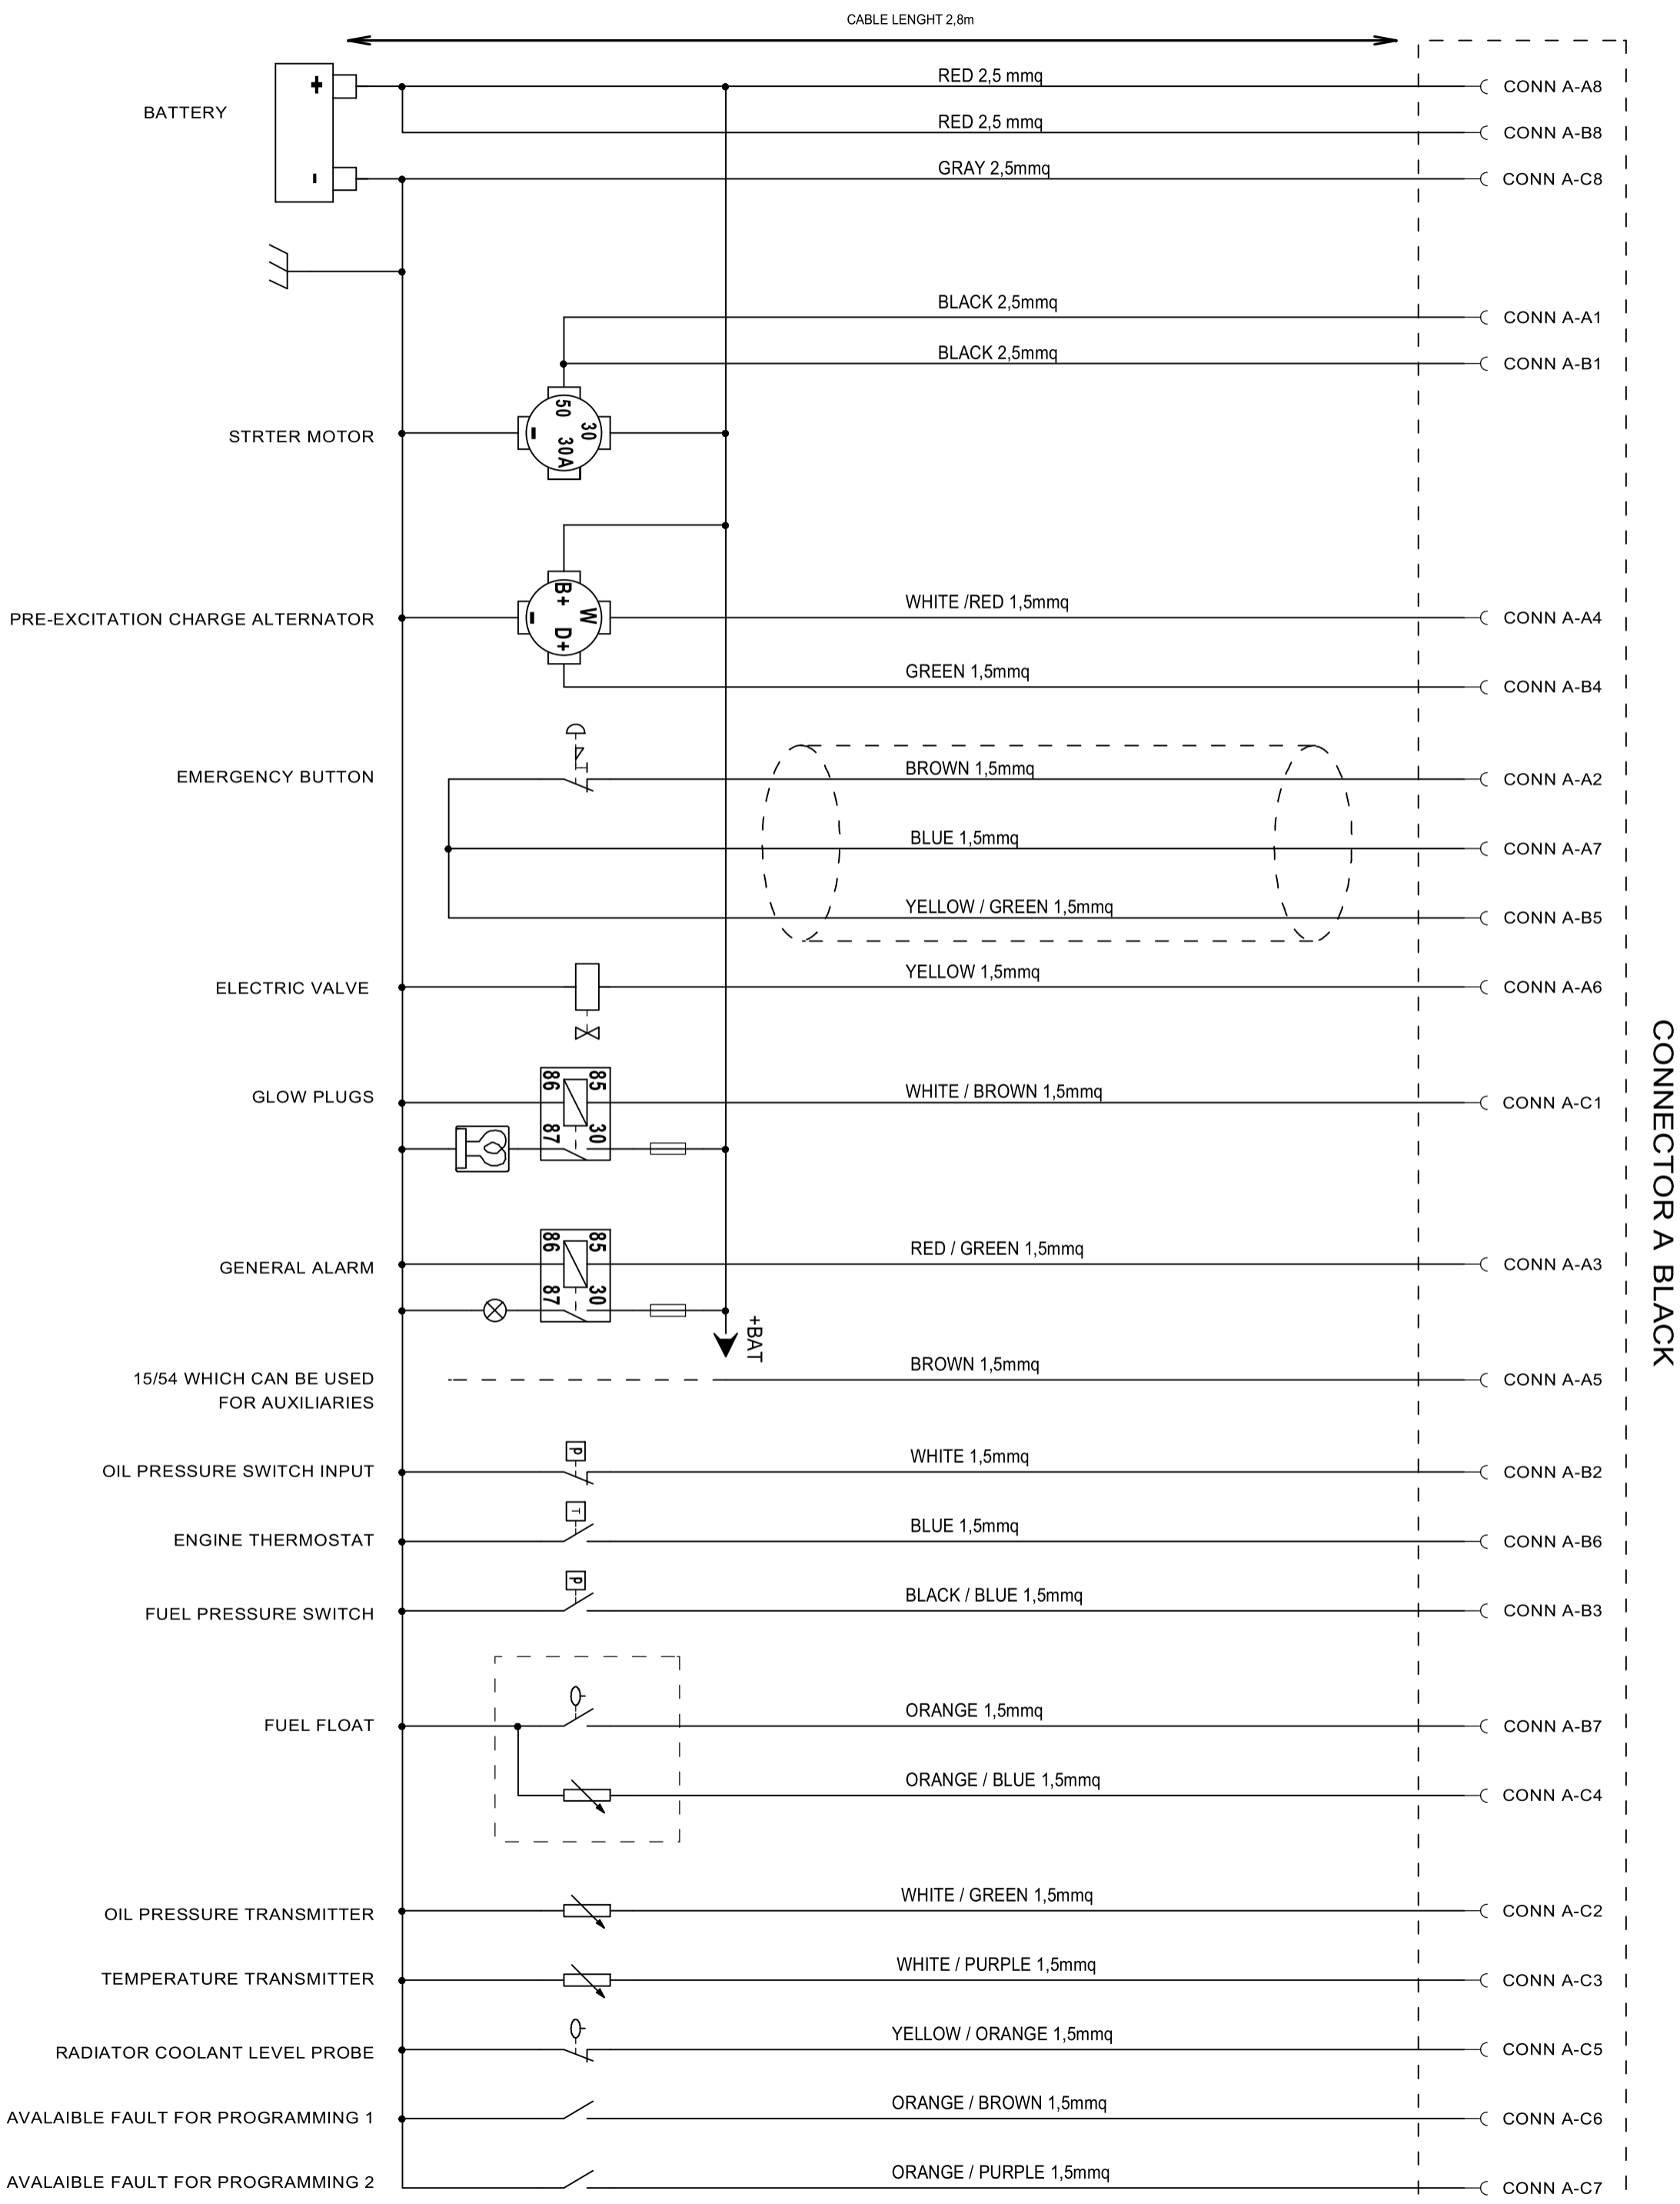 CABLE LENGHT 2,8m
BATTERY
+
-
RED 2,5 mmq
CONN A-A8
RED 2,5 mmq
CONN A-B8
GRAY 2,5mmq
CONN A-C8
BLACK 2,5mmq
CONN A-A1
BLACK 2,5mmq
CONN A-B1
STRTER MOTOR
50
30
30A
-
PRE-EXCITATION CHARGE ALTERNATOR
B+
W
D+
-
WHITE /RED 1,5mmq
CONN A-A4
GREEN 1,5mmq
CONN A-B4
EMERGENCY BUTTON
BROWN 1,5mmq
CONN A-A2
BLUE 1,5mmq
CONN A-A7
YELLOW / GREEN 1,5mmq
CONN A-B5
ELECTRIC VALVE
YELLOW 1,5mmq
CONN A-A6
GLOW PLUGS
86
85
87
30
WHITE / BROWN 1,5mmq
CONN A-C1
GENERAL ALARM
86
85
87
30
RED / GREEN 1,5mmq
CONN A-A3
+BAT
15/54 WHICH CAN BE USED
FOR AUXILIARIES
BROWN 1,5mmq
CONN A-A5
OIL PRESSURE SWITCH INPUT
P
WHITE 1,5mmq
CONN A-B2
ENGINE THERMOSTAT
T
BLUE 1,5mmq
CONN A-B6
FUEL PRESSURE SWITCH
P
BLACK / BLUE 1,5mmq
CONN A-B3
FUEL FLOAT
ORANGE 1,5mmq
CONN A-B7
ORANGE / BLUE 1,5mmq
CONN A-C4
OIL PRESSURE TRANSMITTER
WHITE / GREEN 1,5mmq
CONN A-C2
TEMPERATURE TRANSMITTER
WHITE / PURPLE 1,5mmq
CONN A-C3
RADIATOR COOLANT LEVEL PROBE
YELLOW / ORANGE 1,5mmq
CONN A-C5
AVALAIBLE FAULT FOR PROGRAMMING 1
ORANGE / BROWN 1,5mmq
CONN A-C6
AVALAIBLE FAULT FOR PROGRAMMING 2
ORANGE / PURPLE 1,5mmq
CONN A-C7
CONNECTOR A BLACK